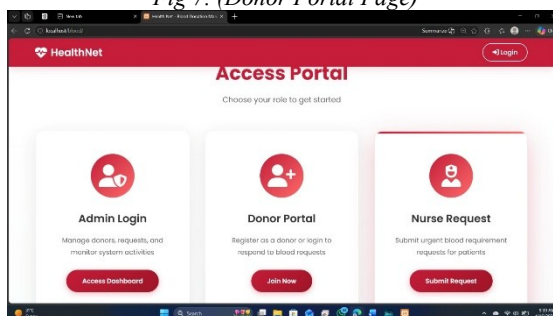 Fig 7. (Donor Portal Page)
New tab
HealthNet
Login
Access Portal
Choose your role to get started
Admin Login
Manage donors, requests, and
monitor system activities
Access Dashboard
Donor Portal
Register as a donor or login to
respond to blood requests
Join Now
Nurse Request
Submit urgent blood requirement
requests for patients
Submit Request
Search